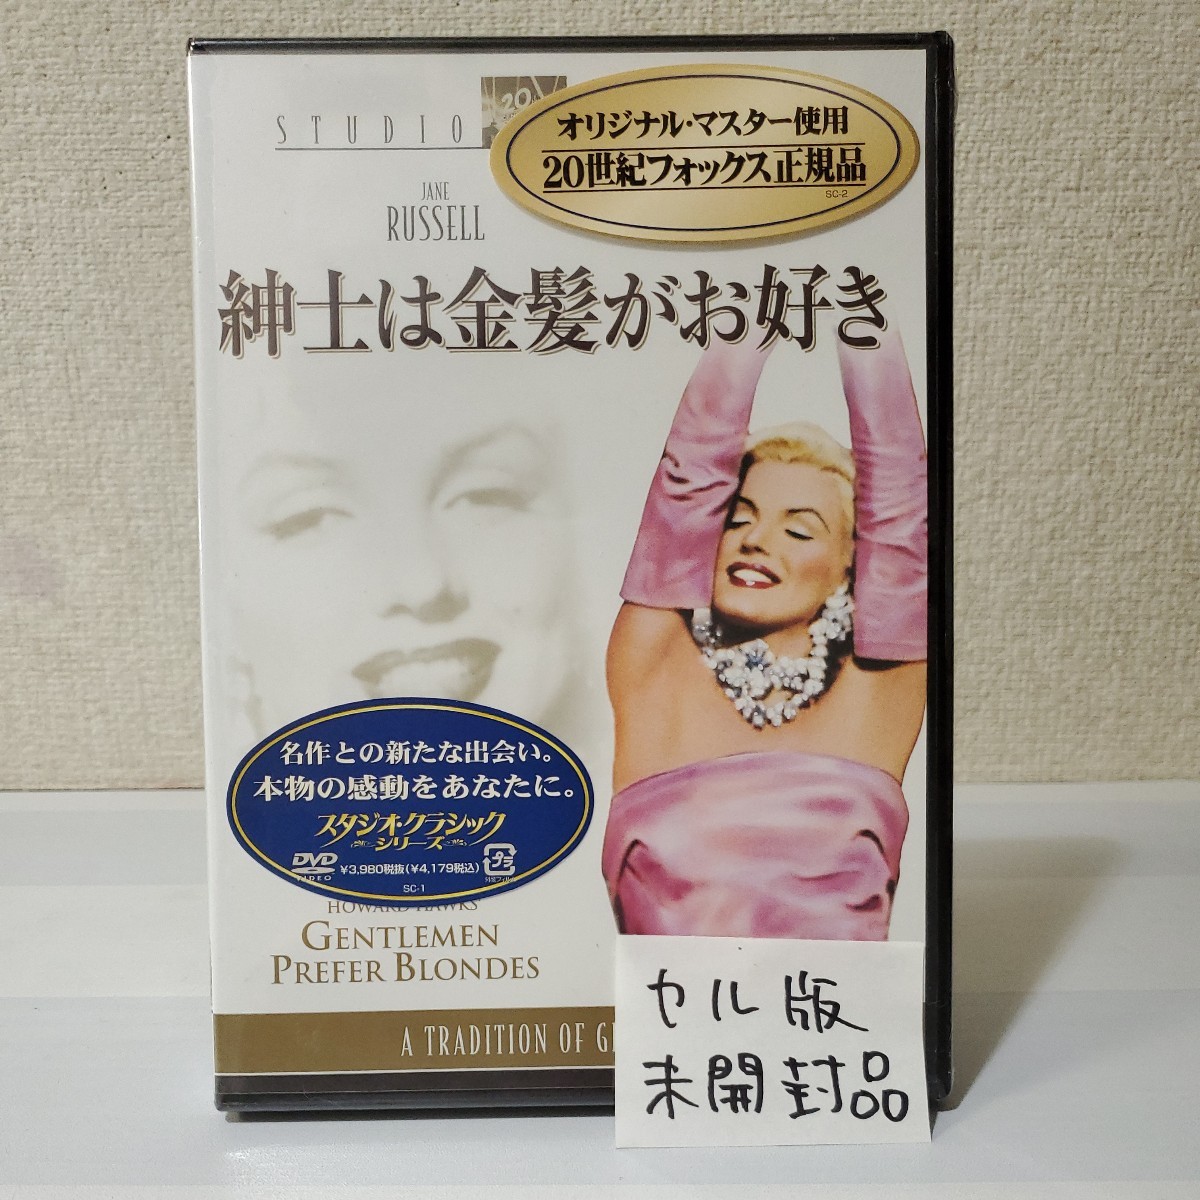 STUDIO
20
オリジナル・マスター使用
20世紀フォックス正規品
SC-2
JANE
RUSSELL
紳士は金髪がお好き
名作との新たな出会い。
本物の感動をあなたに。
スタジオ・クラシック
シリーズ
DVD
VIDEO
¥3,980税抜(¥4,179税込)
プラ
SC-1
HOWARD HAWKS'
GENTLEMEN
PREFER BLONDES
A TRADITION OF
セル版
未開封品